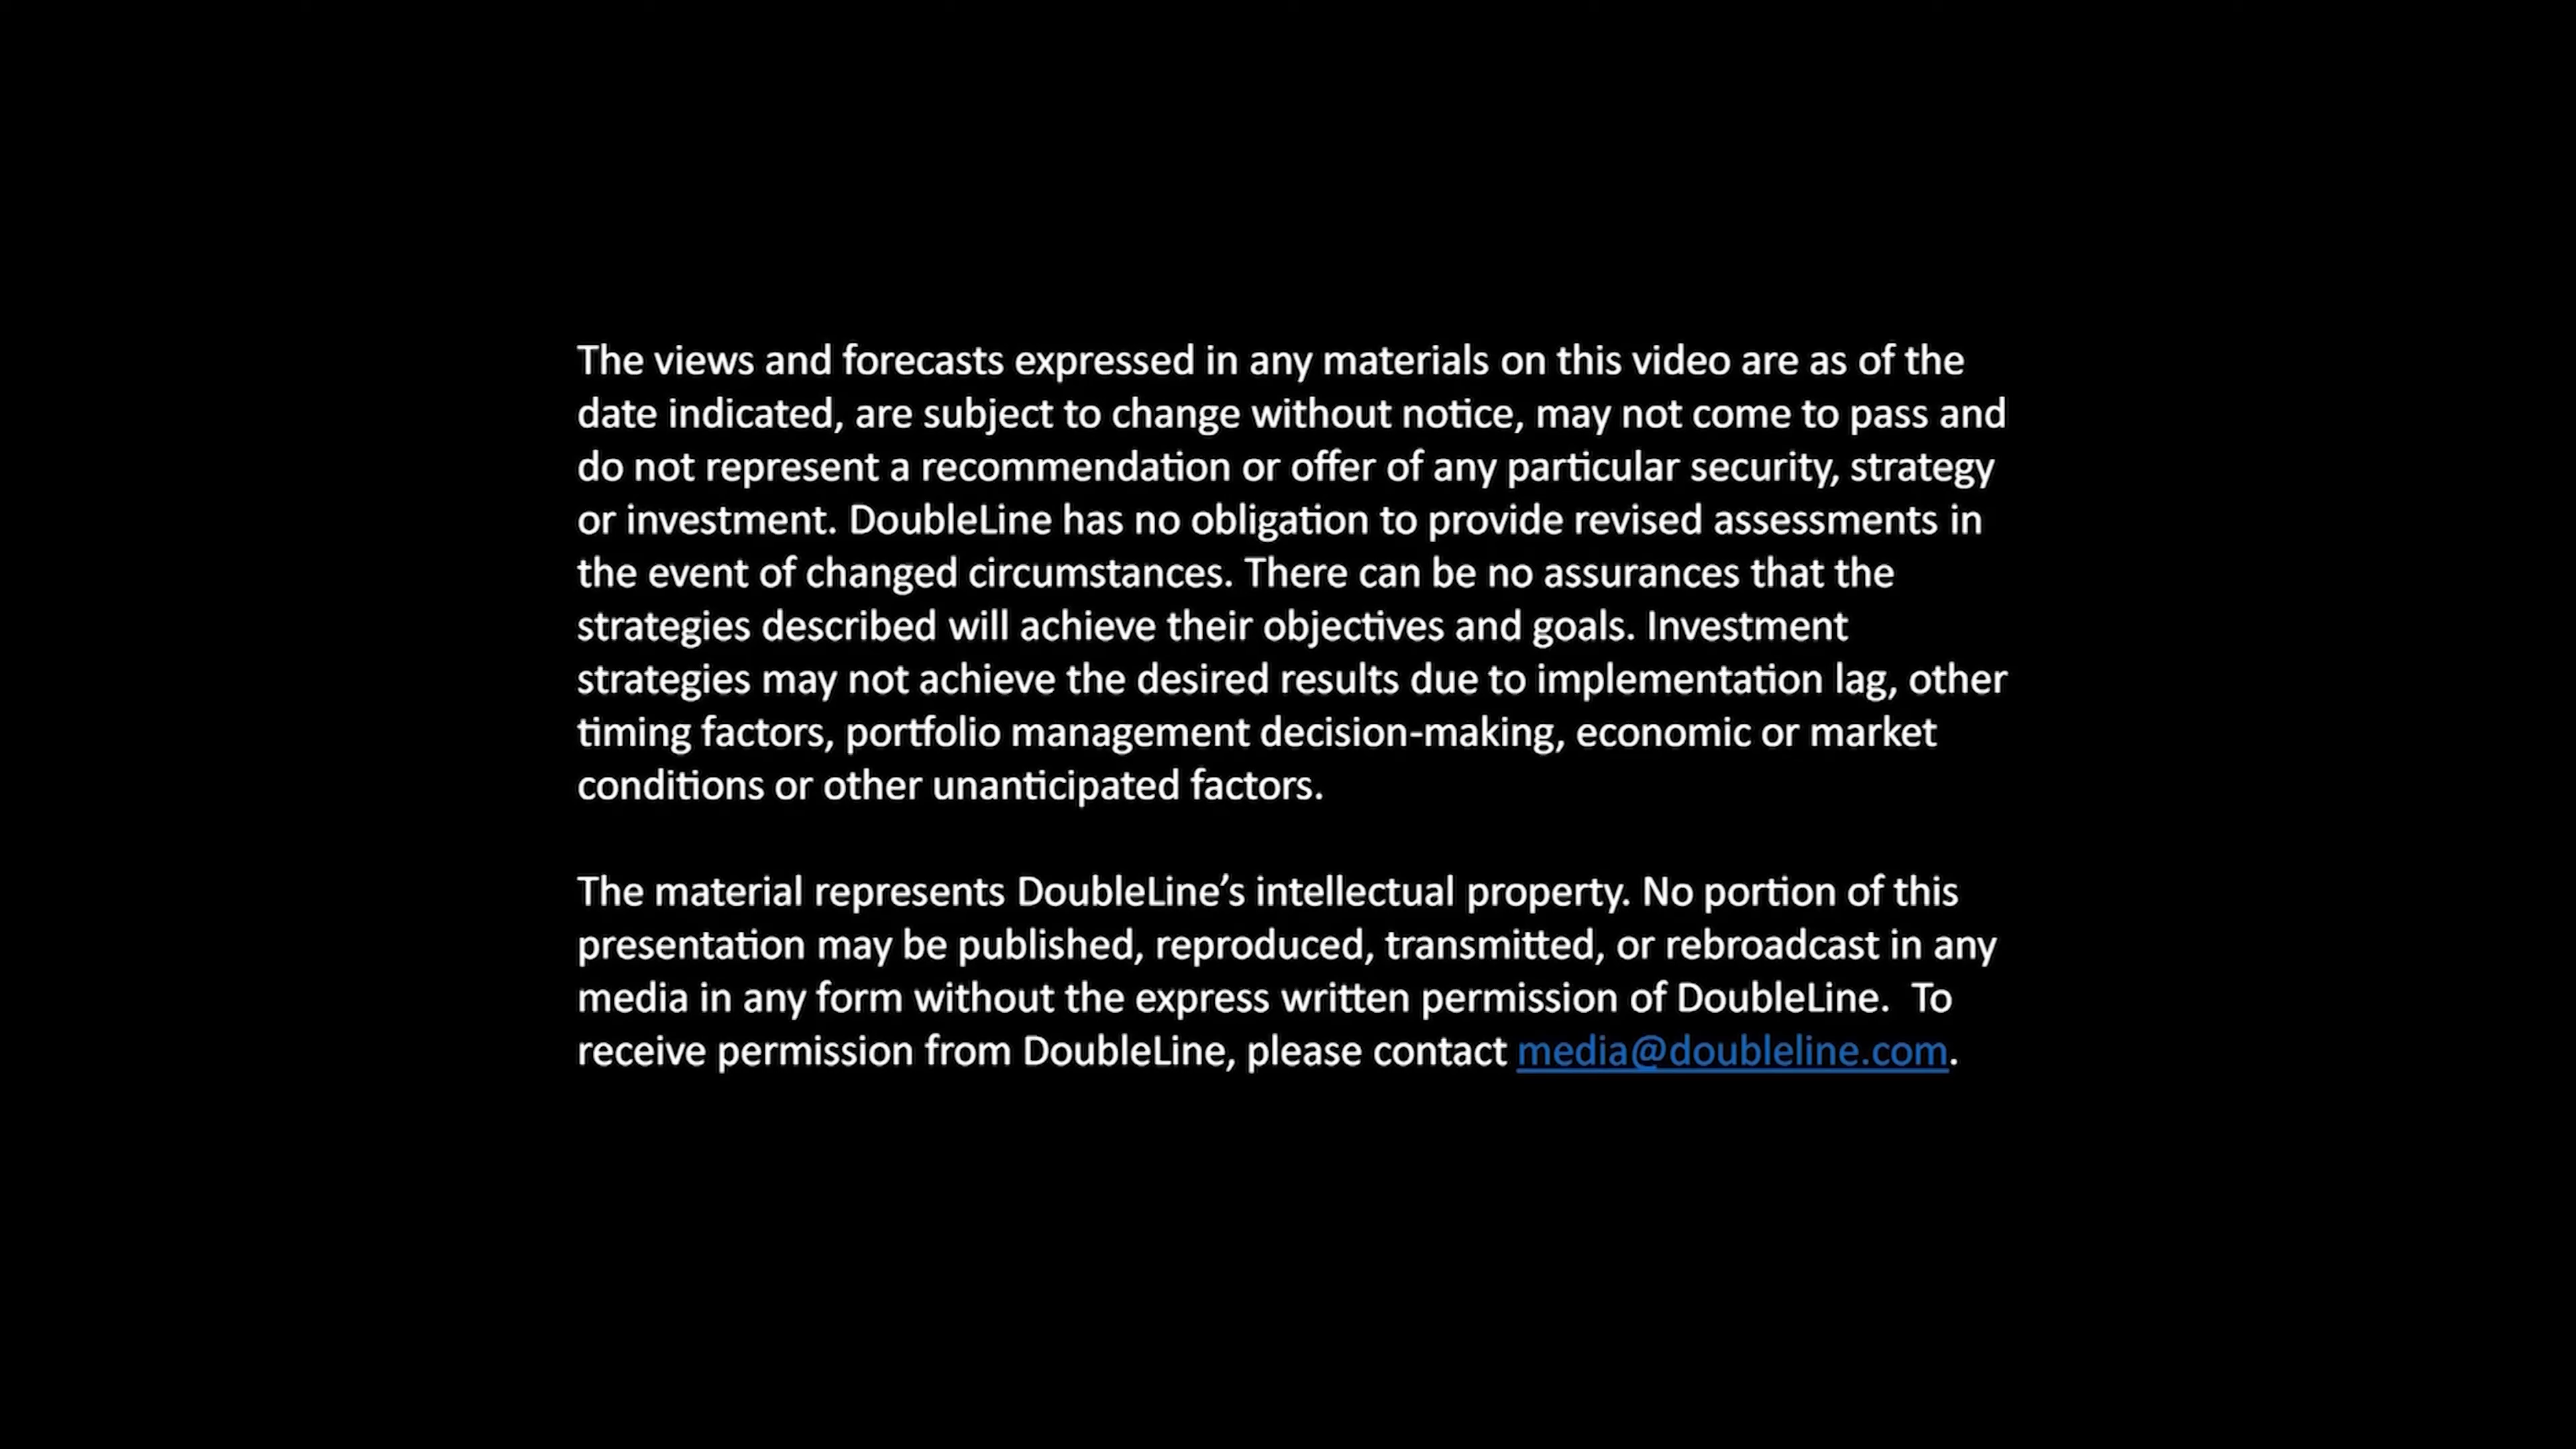 The views and forecasts expressed in any materials on this video are as of the
date indicated, are subject to change without notice, may not come to pass and
do not represent a recommendation or offer of any particular security, strategy
or investment. DoubleLine has no obligation to provide revised assessments in
the event of changed circumstances. There can be no assurances that the
strategies described will achieve their objectives and goals. Investment
strategies may not achieve the desired results due to implementation lag, other
timing factors, portfolio management decision-making, economic or market
conditions or other unanticipated factors.
The material represents DoubleLine’s intellectual property. No portion of this
presentation may be published, reproduced, transmitted, or rebroadcast in any
media in any form without the express written permission of DoubleLine.  To
receive permission from DoubleLine, please contact media@doubleline.com.